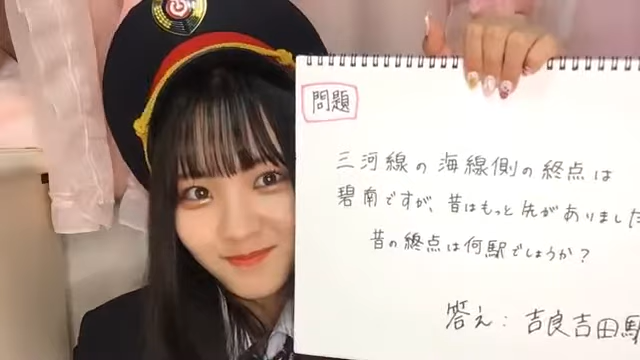 問題
三河線の海線側の終点は
碧南ですが、昔はもっと先がありました
昔の終点は何駅でしょうか?
答え：吉良吉田駅